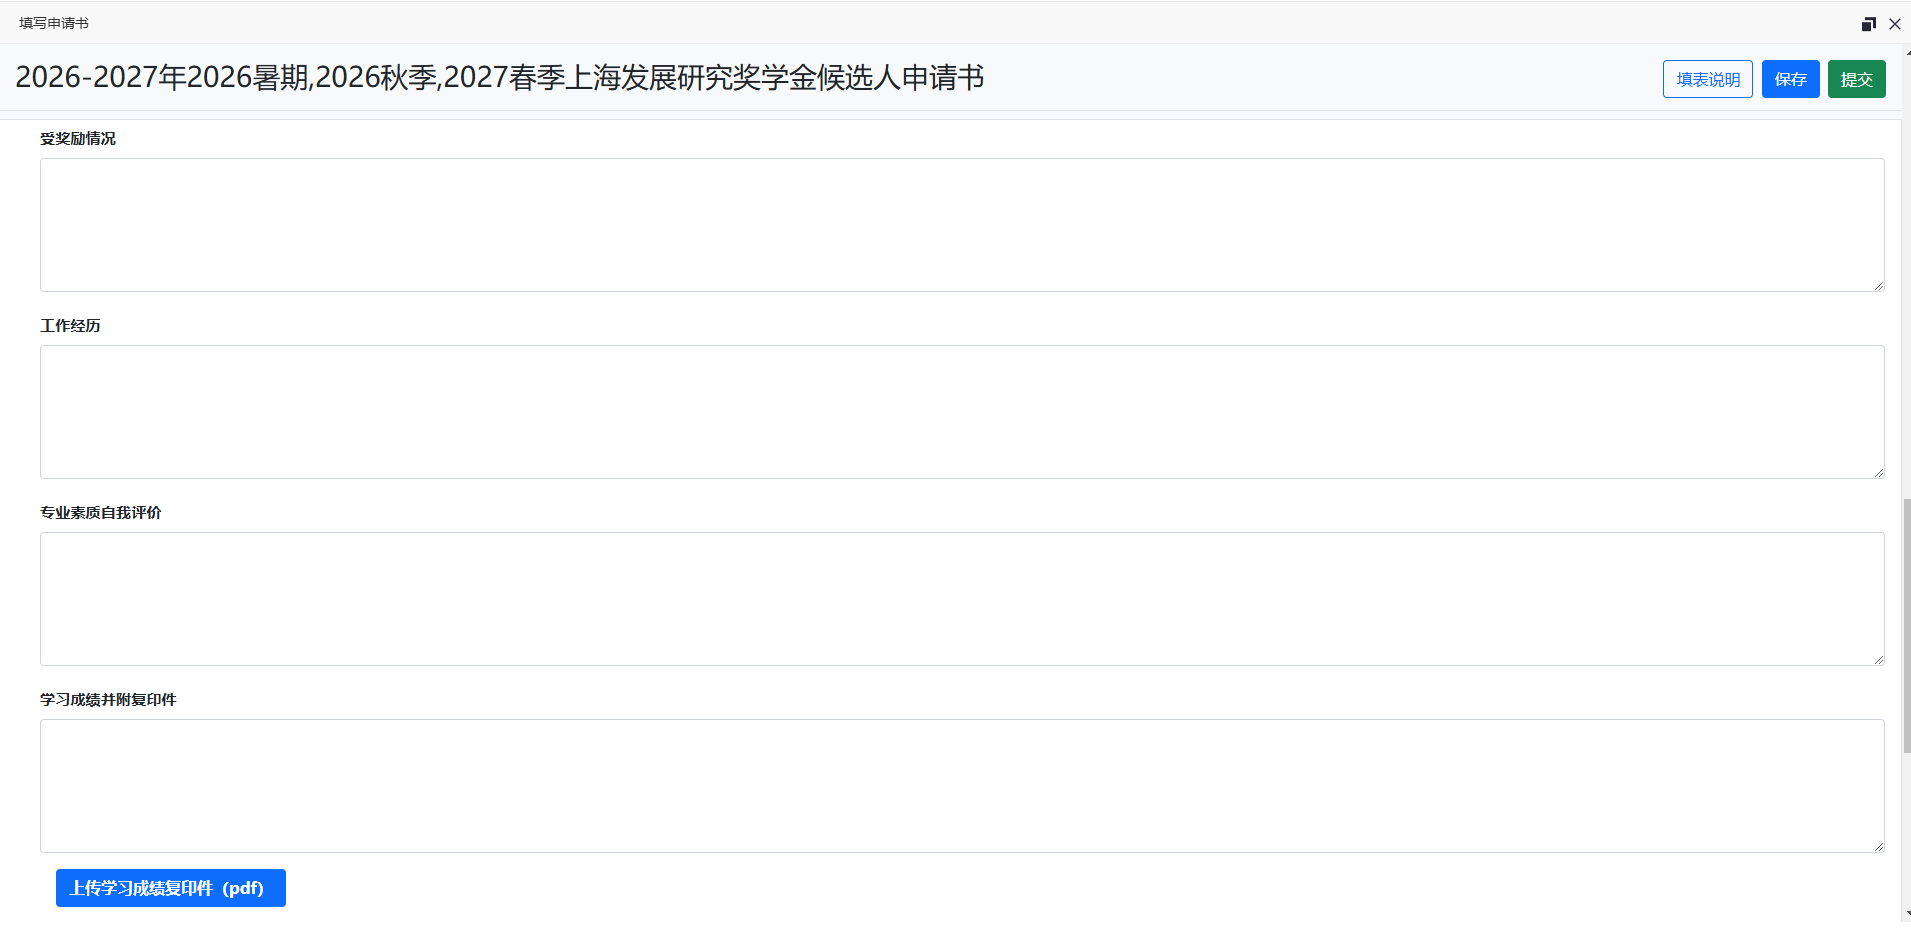 填写申请书
2026-2027年2026暑期,2026秋季,2027春季上海发展研究奖学金候选人申请书
填表说明
保存
提交
受奖励情况
工作经历
专业素质自我评价
学习成绩并附复印件
上传学习成绩复印件（pdf）